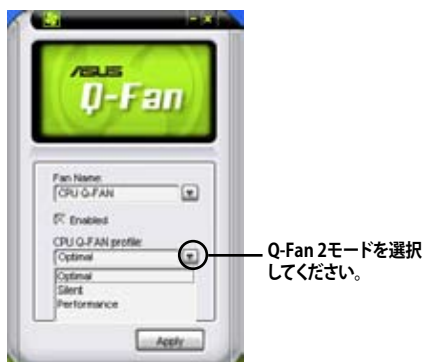 ASUS
Q-Fan
Fan Name:
CPU Q-FAN
Enabled
CPU Q-FAN profile:
Optimal
Optimal
Silent
Performance
Apply
Q-Fan 2モードを選択
してください。